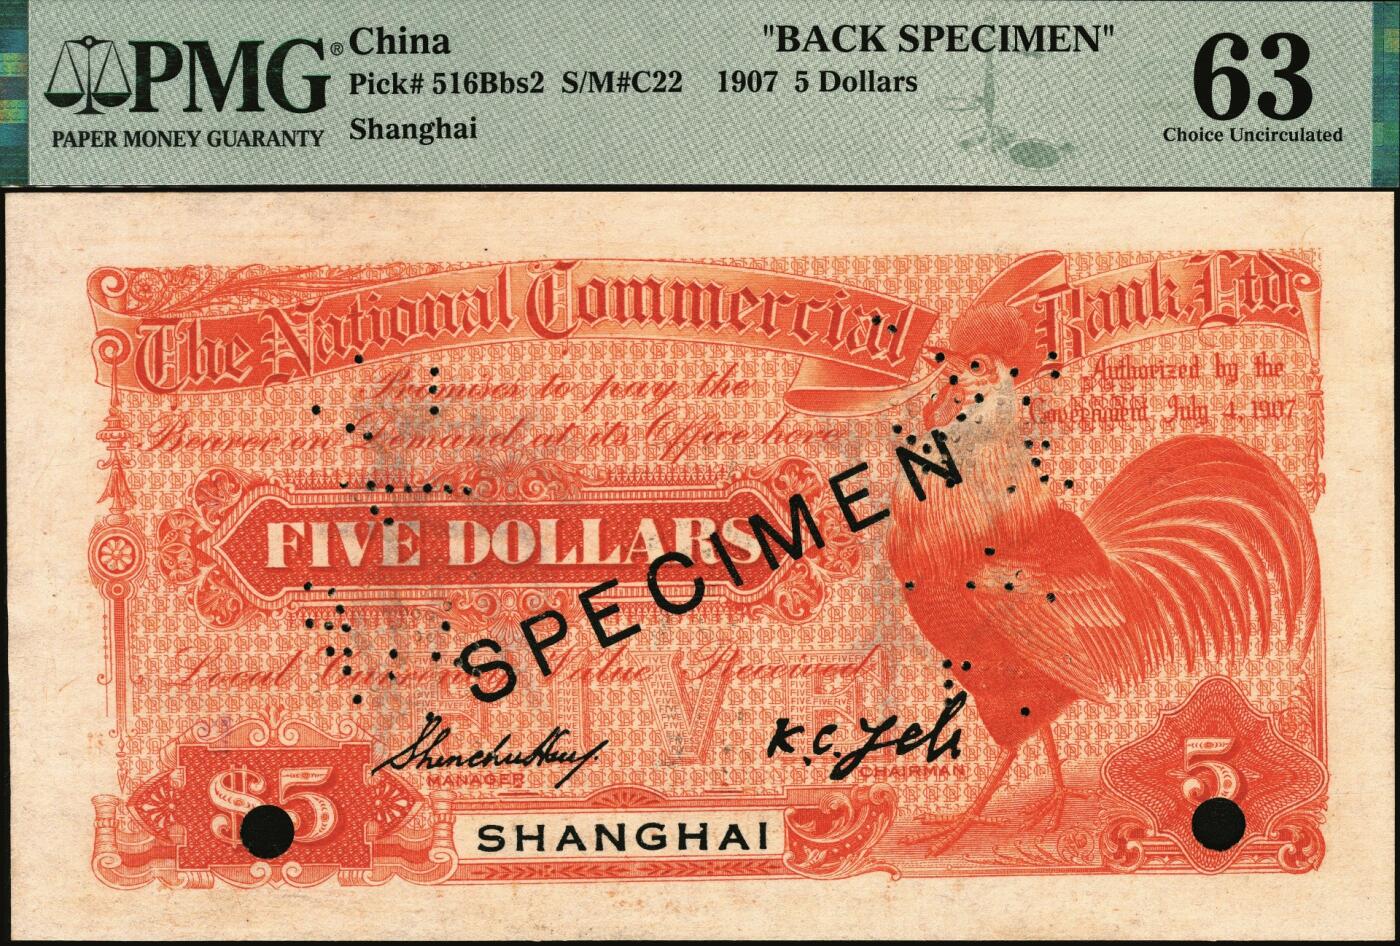 PMG®
PAPER MONEY GUARANTY
China
Pick# 516Bbs2 S/M#C22
Shanghai
"BACK SPECIMEN"
1907 5 Dollars
63
Choice Uncirculated
The National Commercial Bank, Ltd.
Authorized by the
Government July 4, 1907
Promises to pay the
Bearer on Demand at its Office here
FIVE DOLLARS
SPECIMEN
Local Currency Value Received
FIVE
K. C. Yeh
MANAGER
CHAIRMAN
$5
5
SHANGHAI